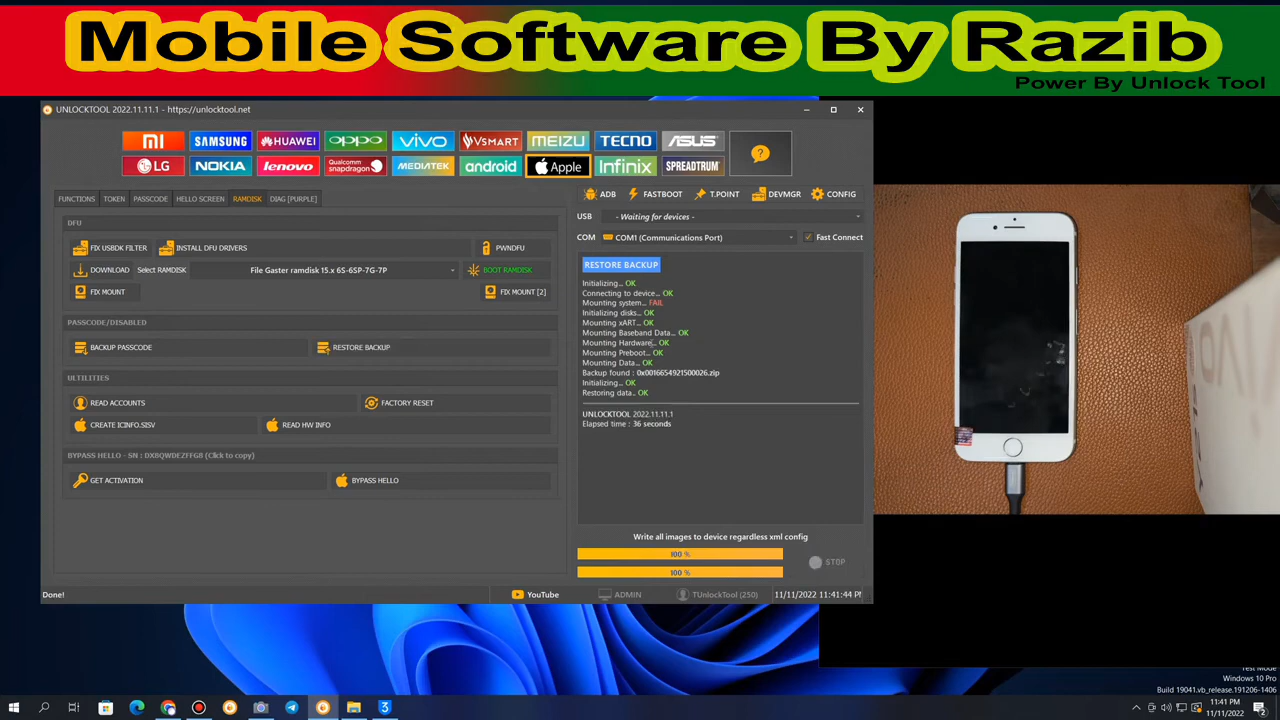 Mobile Software By Razib
Power By Unlock Tool
UNLOCKTOOL 2022.11.11.1 - https://unlocktool.net
MI SAMSUNG HUAWEI OPPO VIVO VSMART MEIZU TECNO ASUS ?
LG NOKIA lenovo Qualcomm snapdragon MEDIATEK android Apple Infinix SPREADTRUM
FUNCTIONS TOKEN PASSCODE HELLO SCREEN RAMDISK DIAG [PURPLE]
ADB FASTBOOT T.POINT DEVMGR CONFIG
USB - Waiting for devices -
COM COM1 (Communications Port) Fast Connect
DFU
FIX USBDK FILTER INSTALL DFU DRIVERS PWNDFU
DOWNLOAD Select RAMDISK File Gaster ramdisk 15.x 6S-6SP-7G-7P BOOT RAMDISK
FIX MOUNT FIX MOUNT [2]
PASSCODE/DISABLED
BACKUP PASSCODE RESTORE BACKUP
ULTILITIES
READ ACCOUNTS FACTORY RESET
CREATE ICINFO.SISV READ HW INFO
BYPASS HELLO - SN : DX8QWDEZFFG8 (Click to copy)
GET ACTIVATION BYPASS HELLO
RESTORE BACKUP
Initializing... OK
Connecting to device... OK
Mounting system... FAIL
Initializing disks... OK
Mounting xART... OK
Mounting Baseband Data... OK
Mounting Hardware... OK
Mounting Preboot... OK
Mounting Data... OK
Backup found : 0x0016654921500026.zip
Initializing... OK
Restoring data.. OK
UNLOCKTOOL 2022.11.11.1
Elapsed time : 36 seconds
Write all images to device regardless xml config
100 %
100 %
STOP
Done! YouTube ADMIN TUnlockTool (250) 11/11/2022 11:41:44 PM
Test Mode
Windows 10 Pro
Build 19041.vb_release.191206-1406
11:41 PM
11/11/2022
2